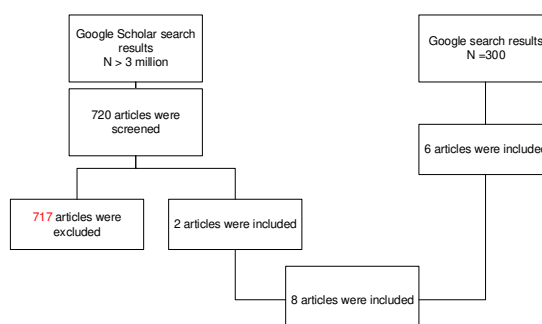 Google Scholar search
results
N > 3 million
Google search results
N =300
720 articles were
screened
6 articles were included
717 articles were
excluded
2 articles were included
8 articles were included